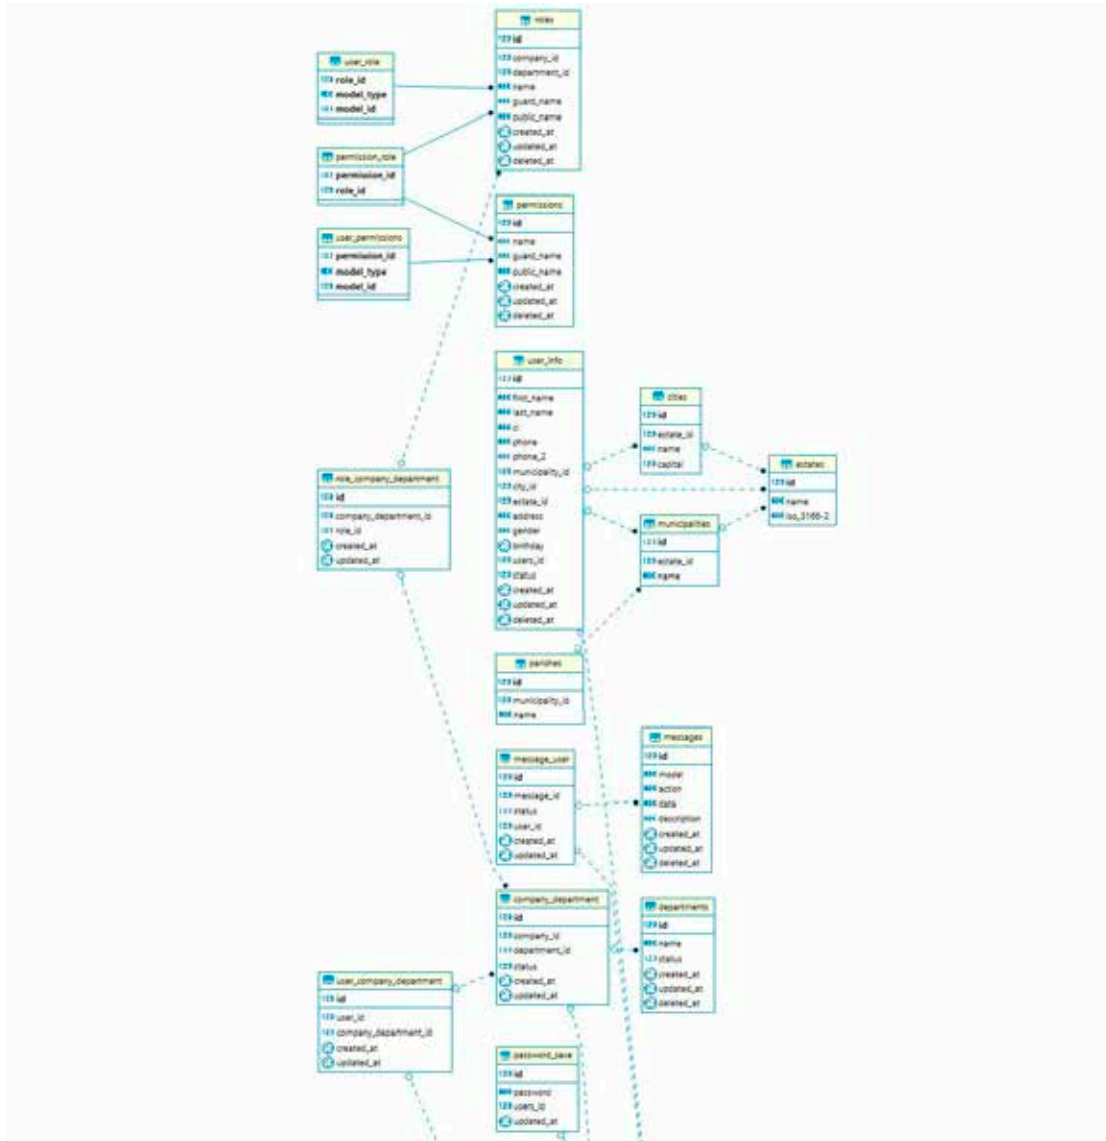 roles
id
company_id
department_id
name
guard_name
public_name
created_at
updated_at
deleted_at
user_role
role_id
model_type
model_id
permission_role
permission_id
role_id
permissions
id
name
guard_name
public_name
created_at
updated_at
deleted_at
user_permissions
permission_id
model_type
model_id
user_info
id
first_name
last_name
ci
phone
phone_2
municipality_id
city_id
estate_id
address
gender
birthday
users_id
status
created_at
updated_at
deleted_at
cities
id
estate_id
name
capital
estates
id
name
iso_3166-2
role_company_department
id
company_department_id
role_id
created_at
updated_at
municipalities
id
estate_id
name
parishes
id
municipality_id
name
messages
id
model
action
data
description
created_at
updated_at
deleted_at
message_user
id
message_id
status
user_id
created_at
updated_at
company_department
id
company_id
department_id
status
created_at
updated_at
departments
id
name
status
created_at
updated_at
deleted_at
user_company_department
id
user_id
company_department_id
created_at
updated_at
password_save
id
password
users_id
updated_at